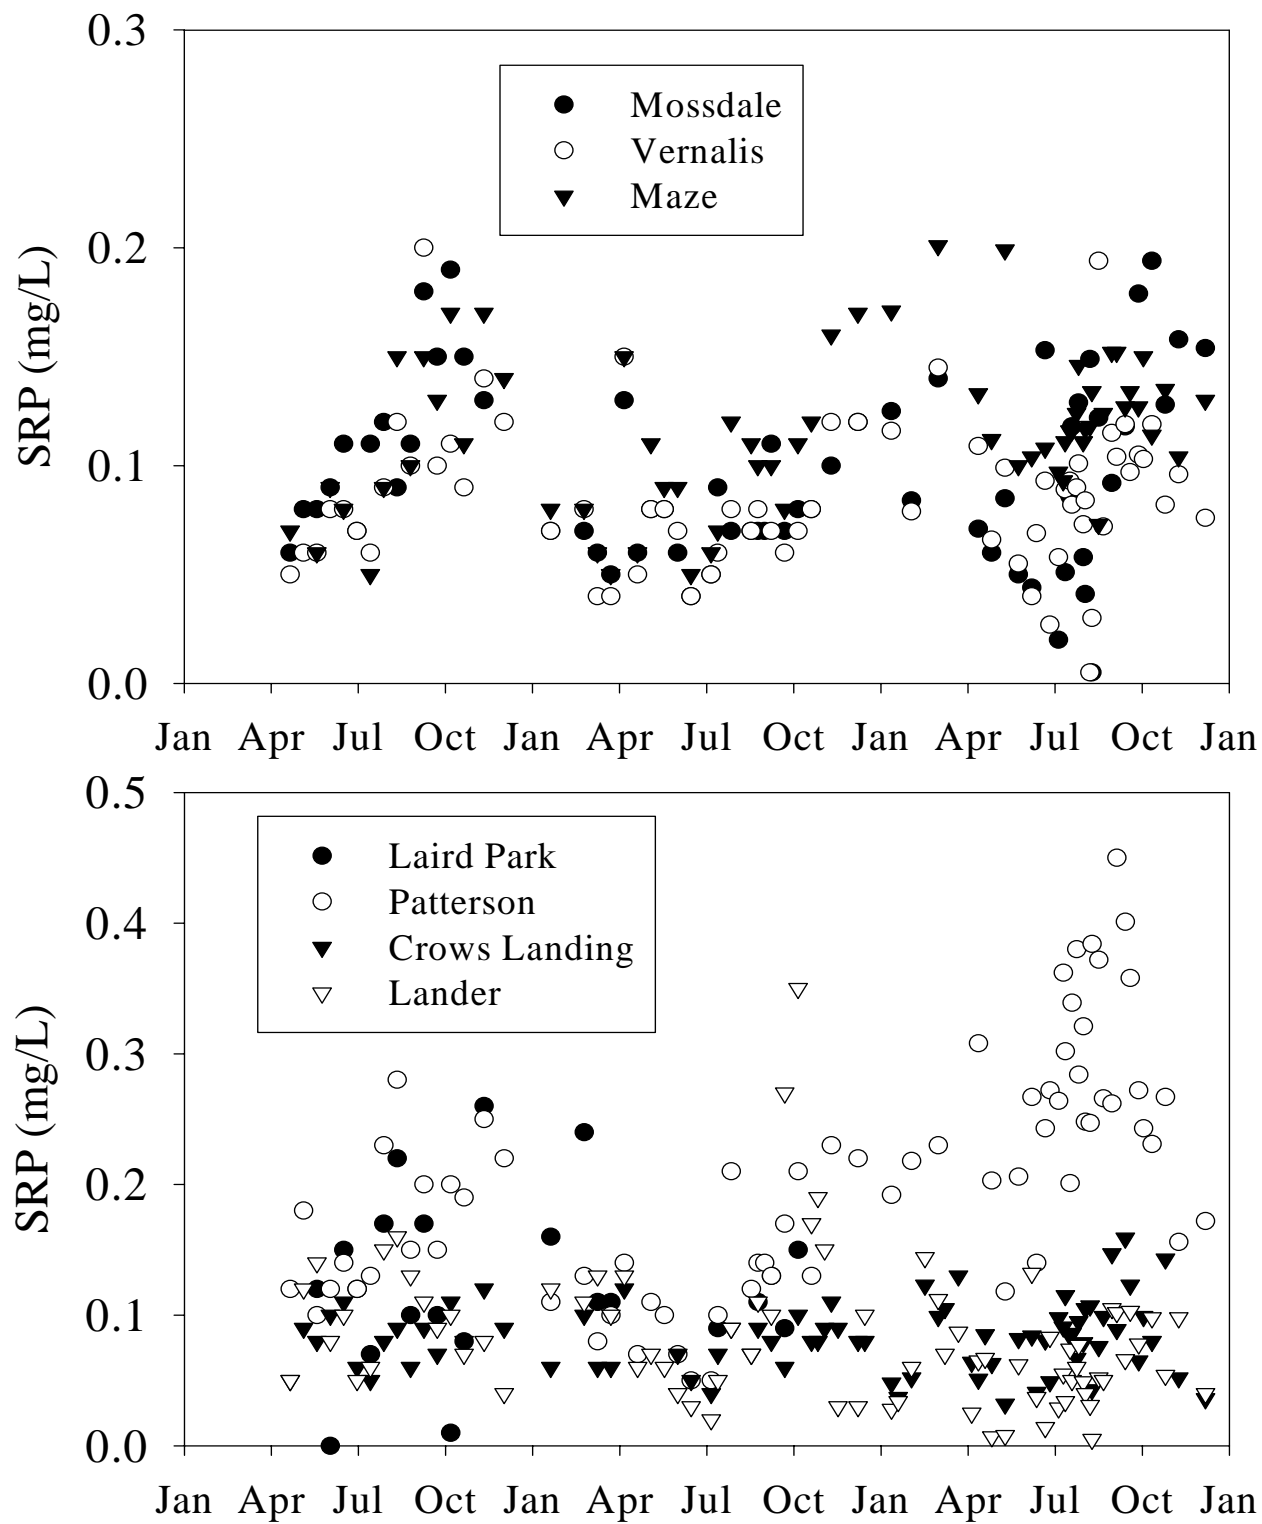 0.3
Mossdale
Vernalis
Maze
0.2
SRP (mg/L)
0.1
0.0
Jan Apr Jul Oct Jan Apr Jul Oct Jan Apr Jul Oct Jan
0.5
Laird Park
Patterson
Crows Landing
Lander
0.4
0.3
SRP (mg/L)
0.2
0.1
0.0
Jan Apr Jul Oct Jan Apr Jul Oct Jan Apr Jul Oct Jan